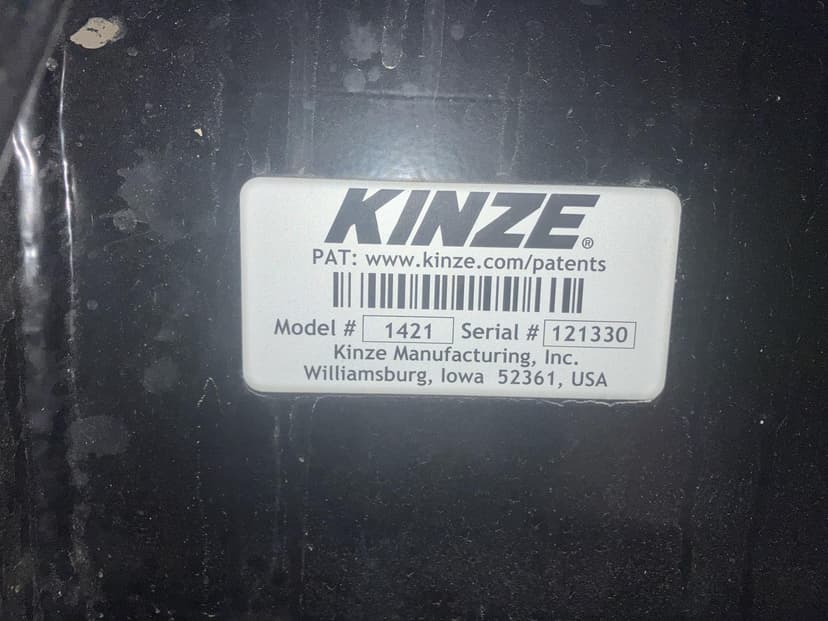 KINZE®
PAT: www.kinze.com/patents
Model # 1421 Serial # 121330
Kinze Manufacturing, Inc.
Williamsburg, Iowa 52361, USA